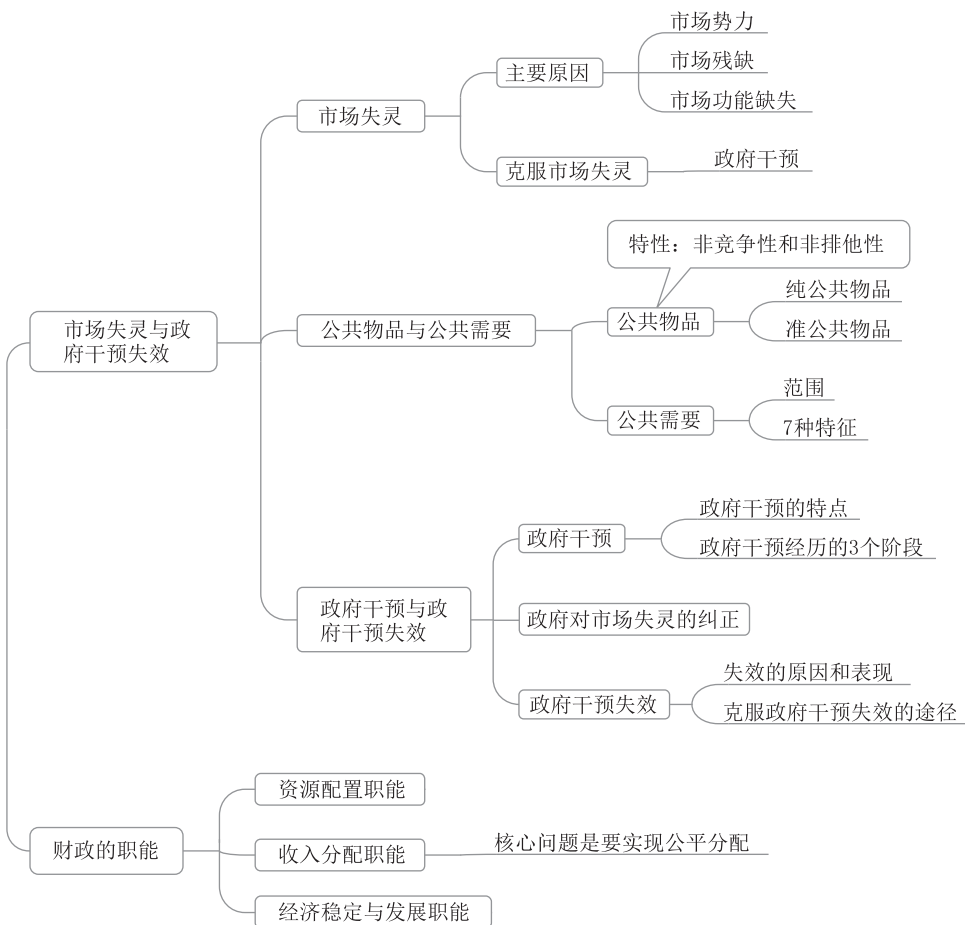 市场失灵与政
府干预失效
市场失灵
主要原因
市场势力
市场残缺
市场功能缺失
克服市场失灵
政府干预
公共物品与公共需要
特性：非竞争性和非排他性
公共物品
纯公共物品
准公共物品
公共需要
范围
7种特征
政府干预与政
府干预失效
政府干预
政府干预的特点
政府干预经历的3个阶段
政府对市场失灵的纠正
政府干预失效
失效的原因和表现
克服政府干预失效的途径
财政的职能
资源配置职能
收入分配职能
核心问题是要实现公平分配
经济稳定与发展职能